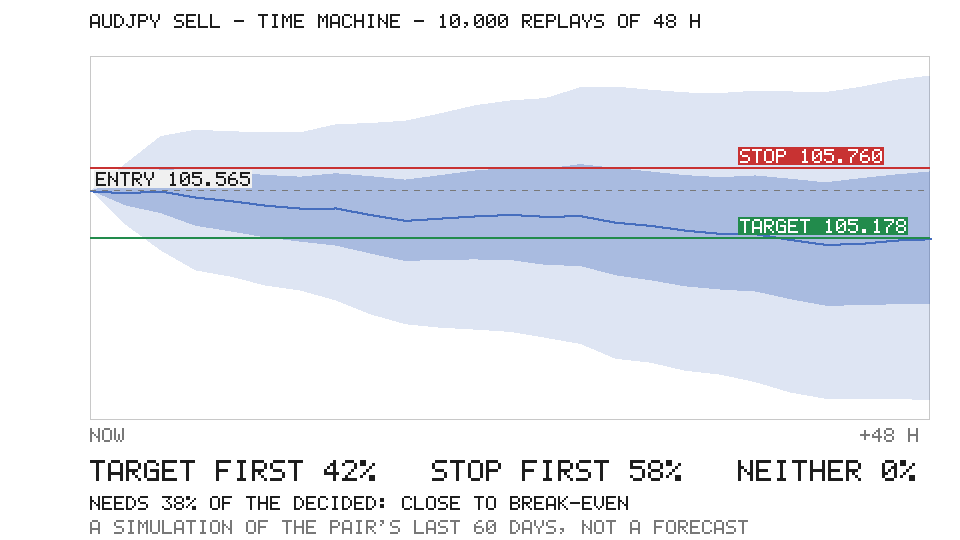 AUDJPY SELL — TIME MACHINE — 10,000 REPLAYS OF 48 H
STOP 105.760
ENTRY 105.565
TARGET 105.178
NOW +48 H
TARGET FIRST 42% STOP FIRST 58% NEITHER 0%
NEEDS 38% OF THE DECIDED: CLOSE TO BREAK-EVEN
A SIMULATION OF THE PAIR'S LAST 60 DAYS, NOT A FORECAST